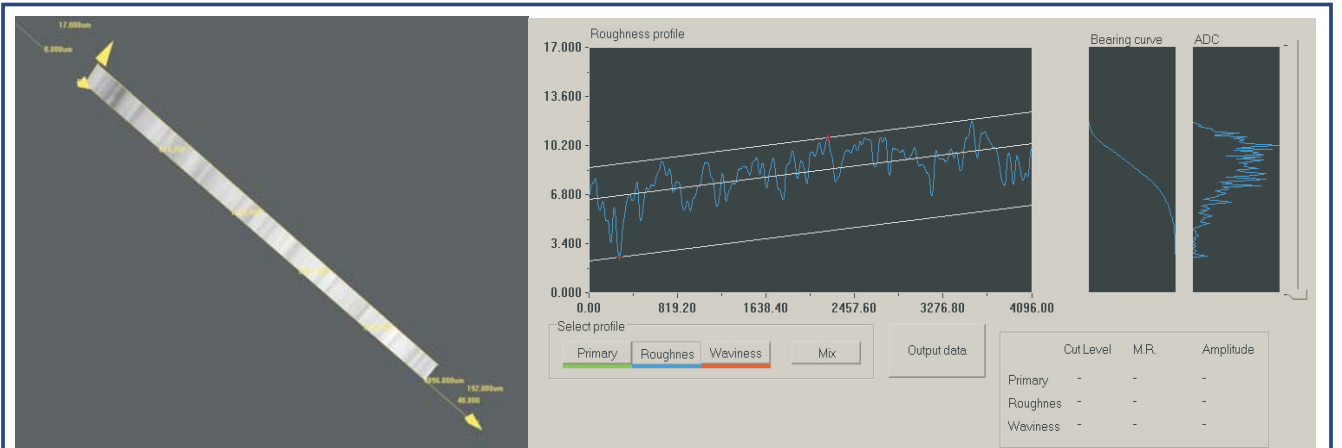 17.000um
0.000um
192.000um
Roughness profile
17.000
13.600
10.200
6.800
3.400
0.000
0.00 819.20 1638.40 2457.60 3276.80 4096.00
Bearing curve ADC
Select profile
Primary Roughnes Waviness Mix Output data
Cut Level M.R. Amplitude
Primary - - -
Roughnes - - -
Waviness - - -